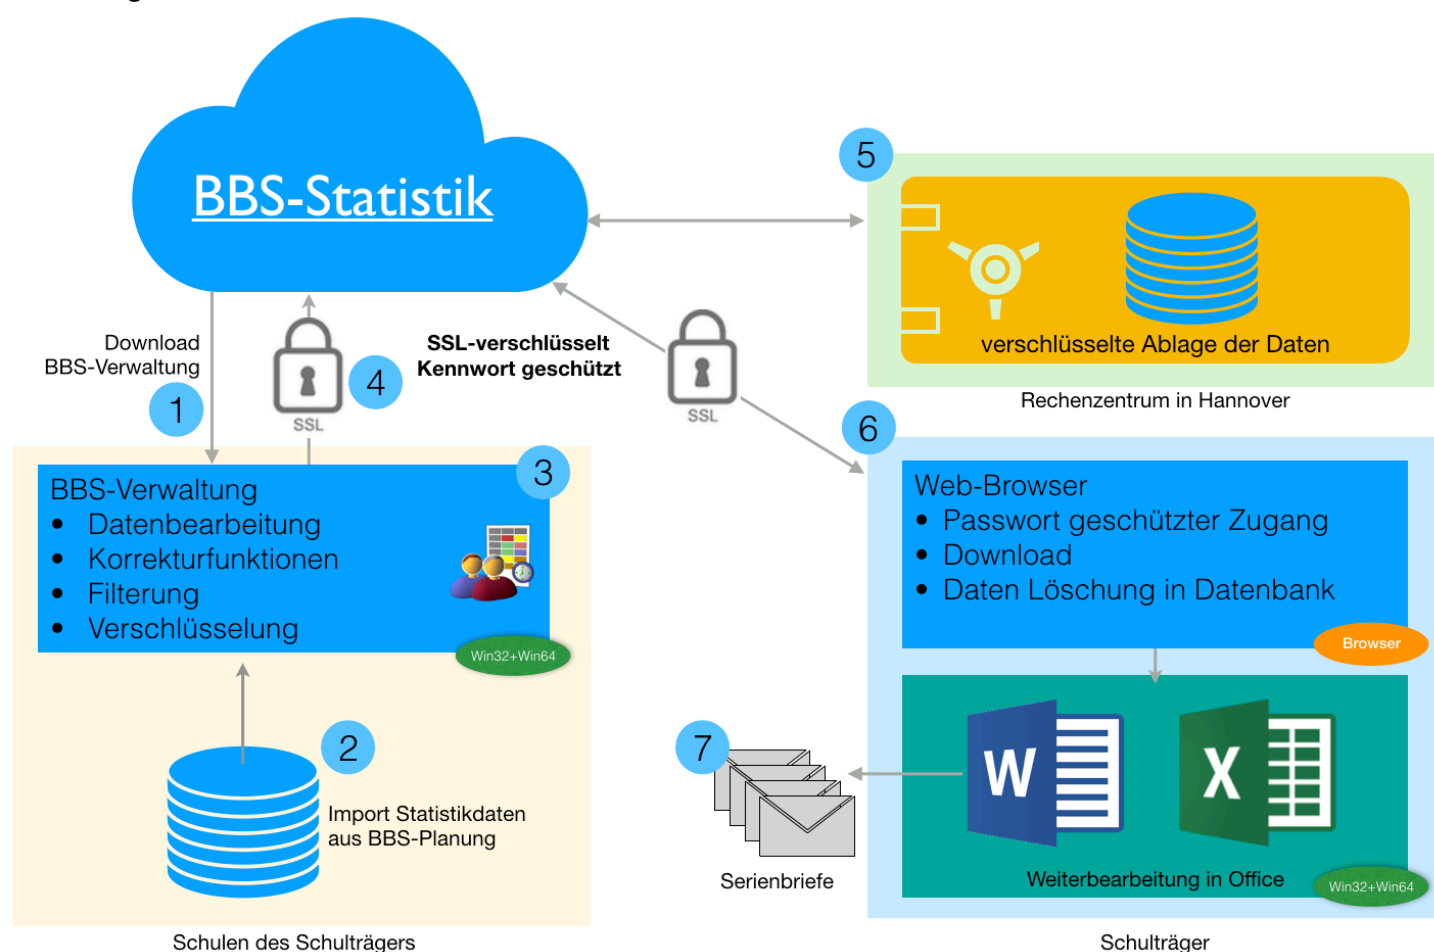 BBS-Statistik
5
verschlüsselte Ablage der Daten
Rechenzentrum in Hannover
Download
BBS-Verwaltung
1
SSL
4
SSL-verschlüsselt
Kennwort geschützt
SSL
3
BBS-Verwaltung
• Datenbearbeitung
• Korrekturfunktionen
• Filterung
• Verschlüsselung
Win32+Win64
2
Import Statistikdaten
aus BBS-Planung
Schulen des Schulträgers
6
Web-Browser
• Passwort geschützter Zugang
• Download
• Daten Löschung in Datenbank
Browser
W
X
Weiterbearbeitung in Office
Win32+Win64
7
Serienbriefe
Schulträger